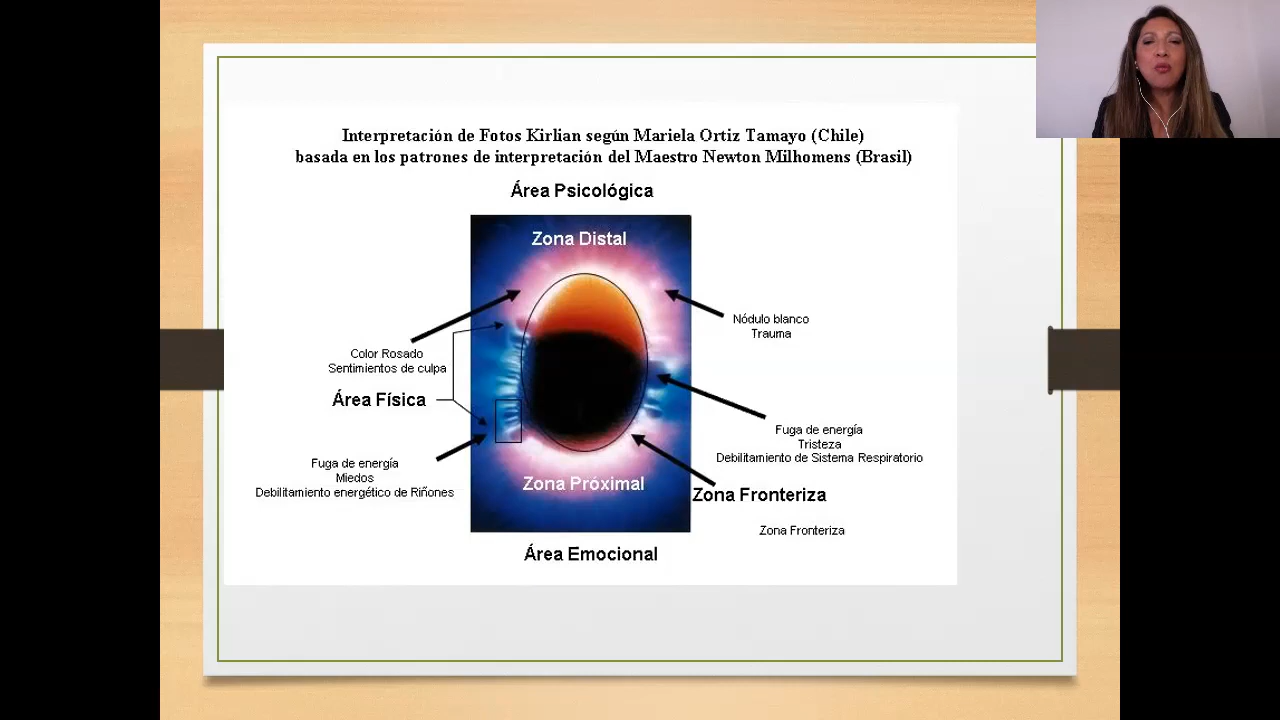 Interpretación de Fotos Kirlian según Mariela Ortiz Tamayo (Chile)
basada en los patrones de interpretación del Maestro Newton Milhomens (Brasil)
Área Psicológica
Zona Distal
Nódulo blanco
Trauma
Color Rosado
Sentimientos de culpa
Área Física
Fuga de energía
Tristeza
Debilitamiento de Sistema Respiratorio
Fuga de energía
Miedos
Debilitamiento energético de Riñones
Zona Próximal
Zona Fronteriza
Zona Fronteriza
Área Emocional